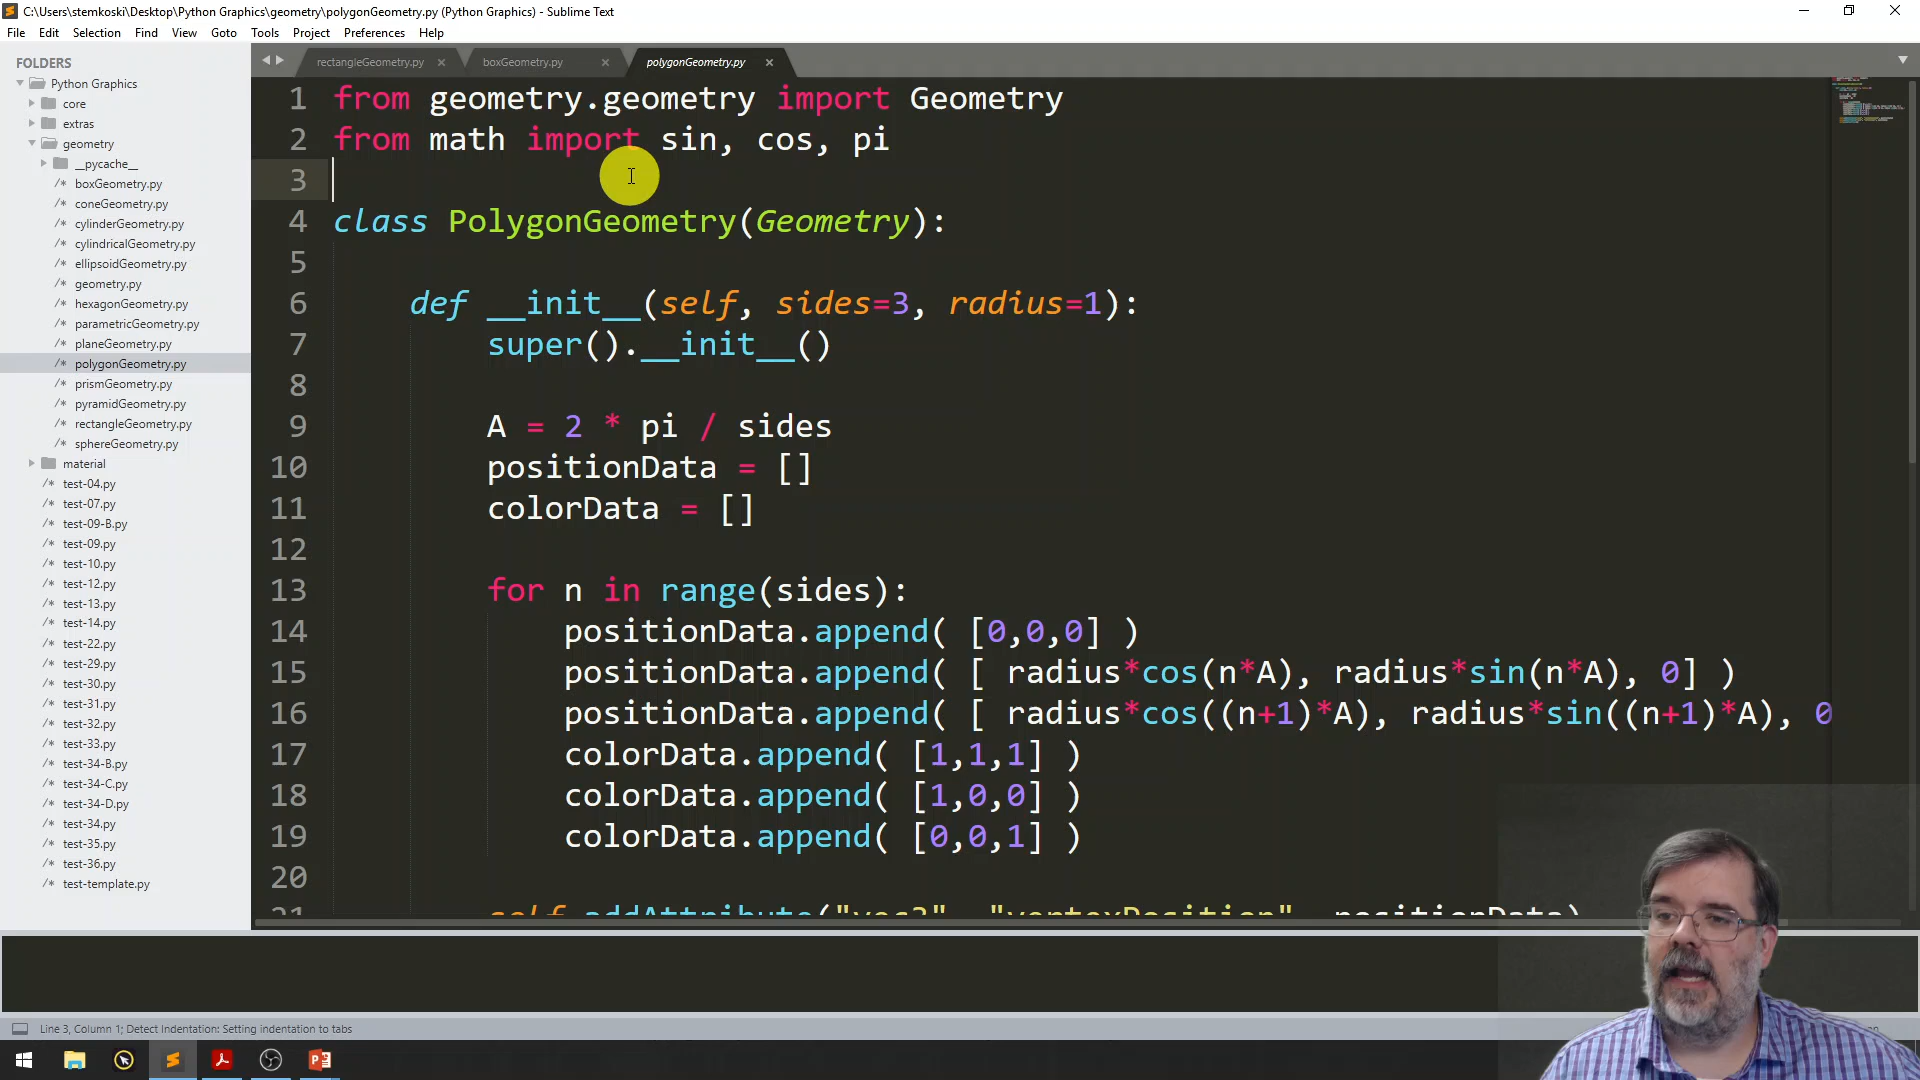 C:\Users\stemkoski\Desktop\Python Graphics\geometry\polygonGeometry.py (Python Graphics) - Sublime Text
File Edit Selection Find View Goto Tools Project Preferences Help
FOLDERS
Python Graphics
core
extras
geometry
__pycache__
/* boxGeometry.py
/* coneGeometry.py
/* cylinderGeometry.py
/* cylindricalGeometry.py
/* ellipsoidGeometry.py
/* geometry.py
/* hexagonGeometry.py
/* parametricGeometry.py
/* planeGeometry.py
/* polygonGeometry.py
/* prismGeometry.py
/* pyramidGeometry.py
/* rectangleGeometry.py
/* sphereGeometry.py
material
/* test-04.py
/* test-07.py
/* test-09-B.py
/* test-09.py
/* test-10.py
/* test-12.py
/* test-13.py
/* test-14.py
/* test-22.py
/* test-29.py
/* test-30.py
/* test-31.py
/* test-32.py
/* test-33.py
/* test-34-B.py
/* test-34-C.py
/* test-34-D.py
/* test-34.py
/* test-35.py
/* test-36.py
/* test-template.py
rectangleGeometry.py boxGeometry.py polygonGeometry.py
1 from geometry.geometry import Geometry
2 from math import sin, cos, pi
3
4 class PolygonGeometry(Geometry):
5
6 def __init__(self, sides=3, radius=1):
7 super().__init__()
8
9 A = 2 * pi / sides
10 positionData = []
11 colorData = []
12
13 for n in range(sides):
14 positionData.append( [0,0,0] )
15 positionData.append( [ radius*cos(n*A), radius*sin(n*A), 0] )
16 positionData.append( [ radius*cos((n+1)*A), radius*sin((n+1)*A), 0
17 colorData.append( [1,1,1] )
18 colorData.append( [1,0,0] )
19 colorData.append( [0,0,1] )
20
21 self.addAttribute("vec3", "vertexPosition", positionData)
Line 3, Column 1; Detect Indentation: Setting indentation to tabs